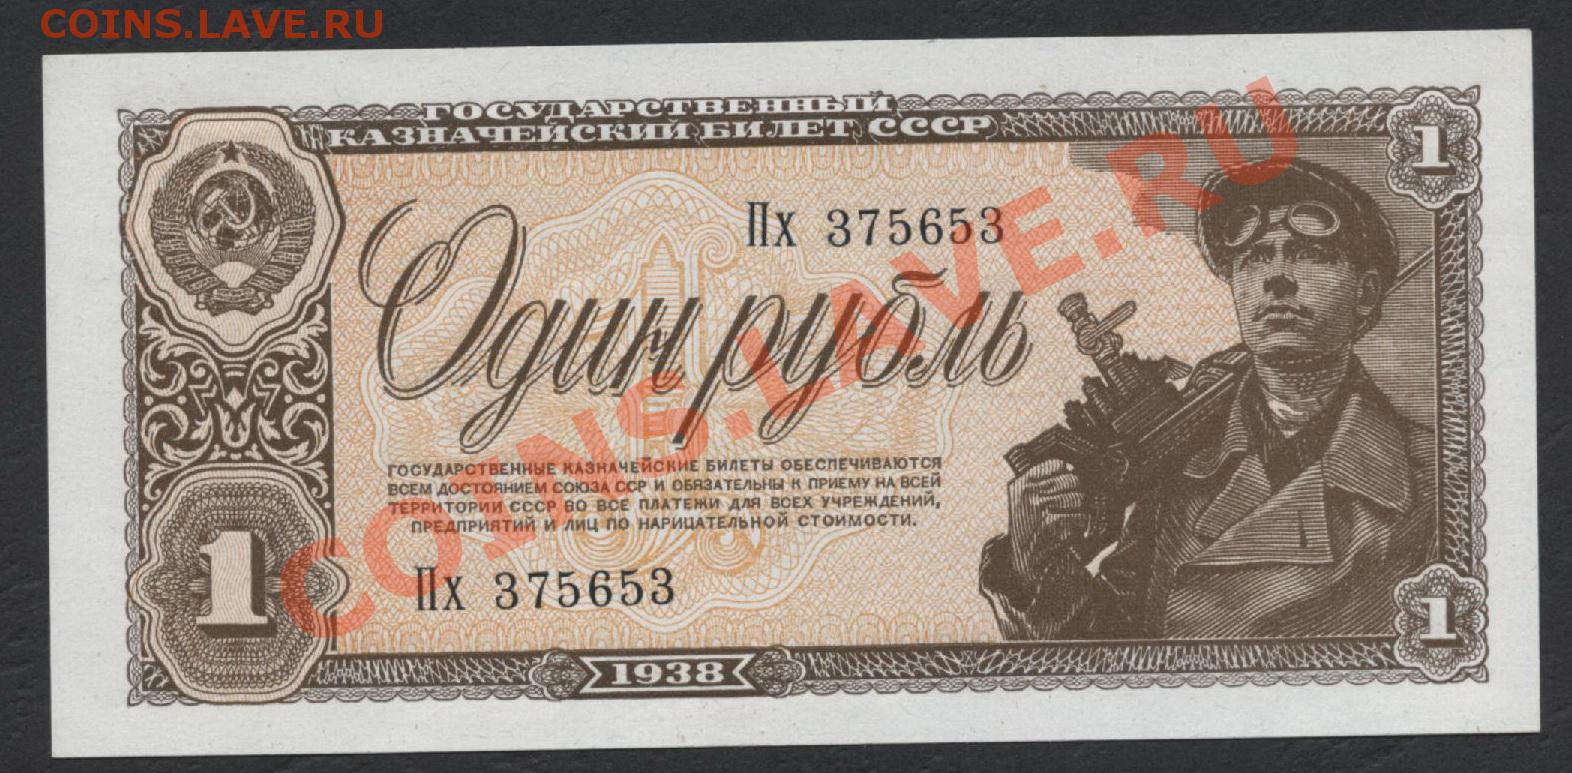 COINS.LAVE.RU
ГОСУДАРСТВЕННЫЙ
КАЗНАЧЕЙСКИЙ БИЛЕТ СССР
1
Пх 375653
Один рубль
ГОСУДАРСТВЕННЫЕ КАЗНАЧЕЙСКИЕ БИЛЕТЫ ОБЕСПЕЧИВАЮТСЯ
ВСЕМ ДОСТОЯНИЕМ СОЮЗА ССР И ОБЯЗАТЕЛЬНЫ К ПРИЕМУ НА ВСЕЙ
ТЕРРИТОРИИ СССР ВО ВСЕ ПЛАТЕЖИ ДЛЯ ВСЕХ УЧРЕЖДЕНИЙ,
ПРЕДПРИЯТИЙ И ЛИЦ ПО НАРИЦАТЕЛЬНОЙ СТОИМОСТИ.
1
Пх 375653
1
1938
COINS.LAVE.RU